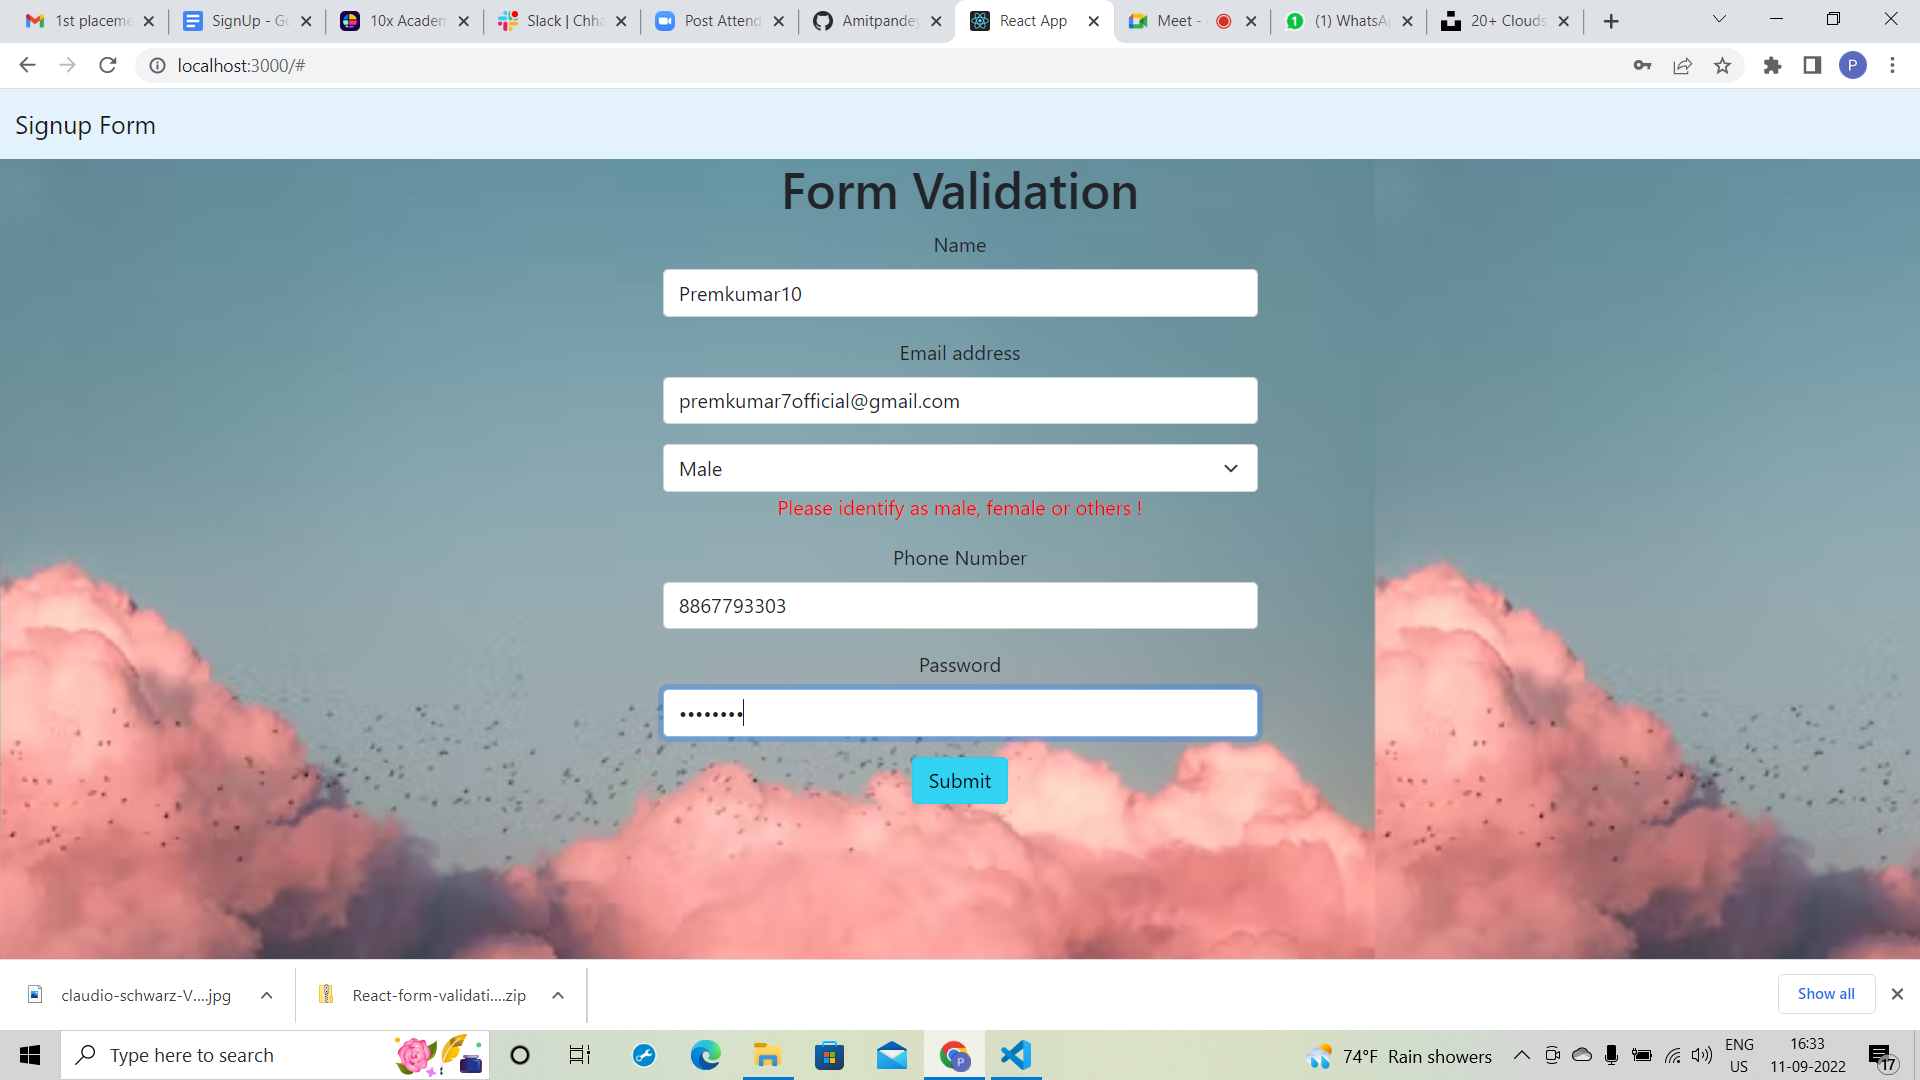 1st placeme
SignUp - Go
10x Academ
Slack | Chha
Post Attend
Amitpandey
React App
Meet -
(1) WhatsAp
20+ Clouds
localhost:3000/#
P
Signup Form
Form Validation
Name
Premkumar10
Email address
premkumar7official@gmail.com
Male
Please identify as male, female or others !
Phone Number
8867793303
Password
••••••••
Submit
claudio-schwarz-V....jpg
React-form-validati....zip
Show all
Type here to search
74°F Rain showers
ENG
US
16:33
11-09-2022
17